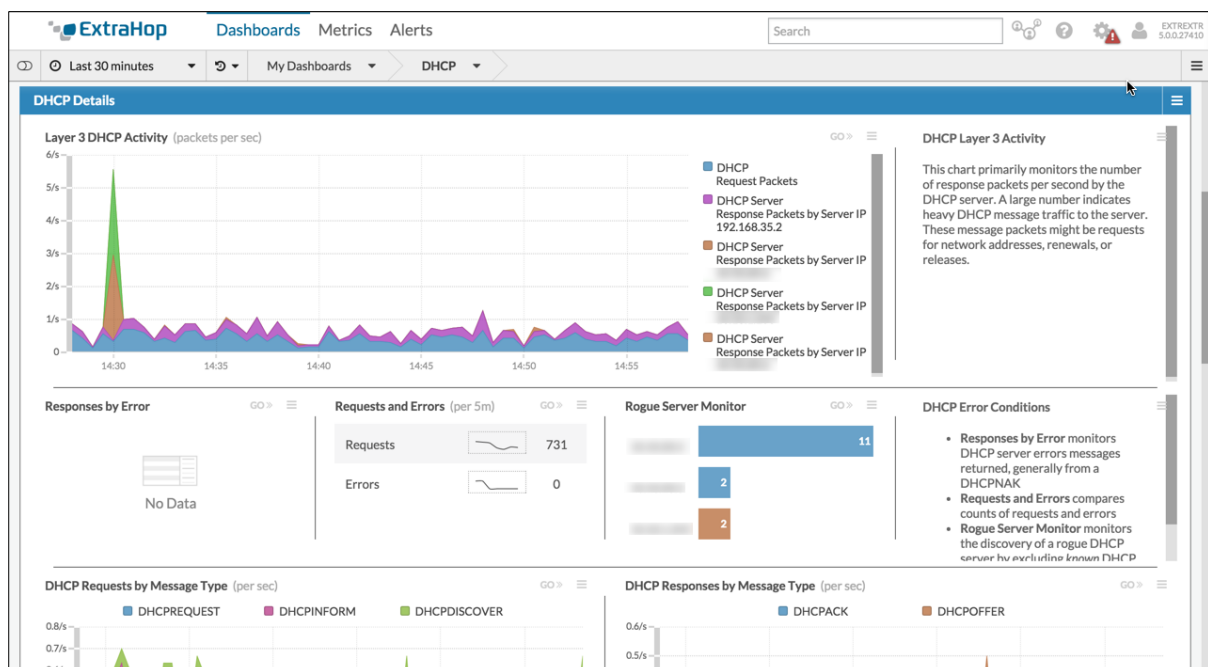 ExtraHop
Dashboards Metrics Alerts
Search
EXTREXTR
5.0.0.27410
Last 30 minutes
My Dashboards
DHCP
DHCP Details
Layer 3 DHCP Activity (packets per sec)
GO »
6/s
5/s
4/s
3/s
2/s
1/s
0
14:30 14:35 14:40 14:45 14:50 14:55
DHCP
Request Packets
DHCP Server
Response Packets by Server IP
192.168.35.2
DHCP Server
Response Packets by Server IP
DHCP Server
Response Packets by Server IP
DHCP Server
Response Packets by Server IP
DHCP Layer 3 Activity
This chart primarily monitors the number
of response packets per second by the
DHCP server. A large number indicates
heavy DHCP message traffic to the server.
These message packets might be requests
for network addresses, renewals, or
releases.
Responses by Error
GO »
No Data
Requests and Errors (per 5m)
GO »
Requests 731
Errors 0
Rogue Server Monitor
GO »
11
2
2
DHCP Error Conditions
• Responses by Error monitors
DHCP server errors messages
returned, generally from a
DHCPNAK
• Requests and Errors compares
counts of requests and errors
• Rogue Server Monitor monitors
the discovery of a rogue DHCP
server by excluding known DHCP
DHCP Requests by Message Type (per sec)
GO »
DHCPREQUEST DHCPINFORM DHCPDISCOVER
0.8/s
0.7/s
DHCP Responses by Message Type (per sec)
GO »
DHCPACK DHCPOFFER
0.6/s
0.5/s